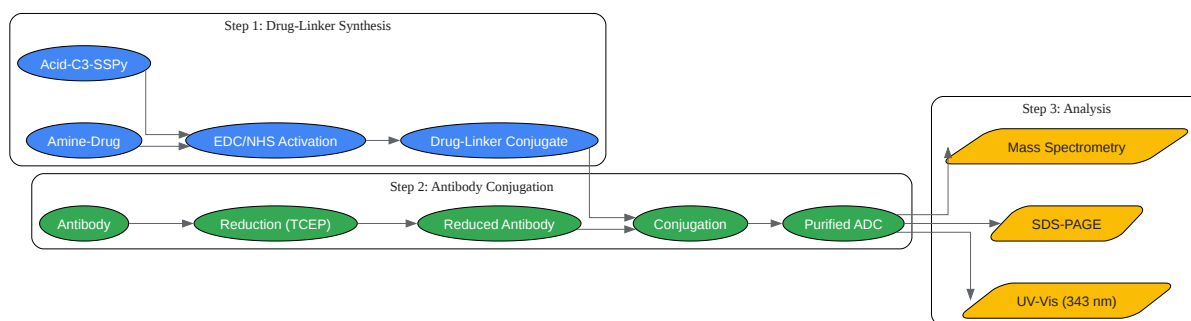 Step 1: Drug-Linker Synthesis
Acid-C3-SSPy
Amine-Drug
EDC/NHS Activation
Drug-Linker Conjugate
Step 2: Antibody Conjugation
Antibody
Reduction (TCEP)
Reduced Antibody
Conjugation
Purified ADC
Step 3: Analysis
Mass Spectrometry
SDS-PAGE
UV-Vis (343 nm)